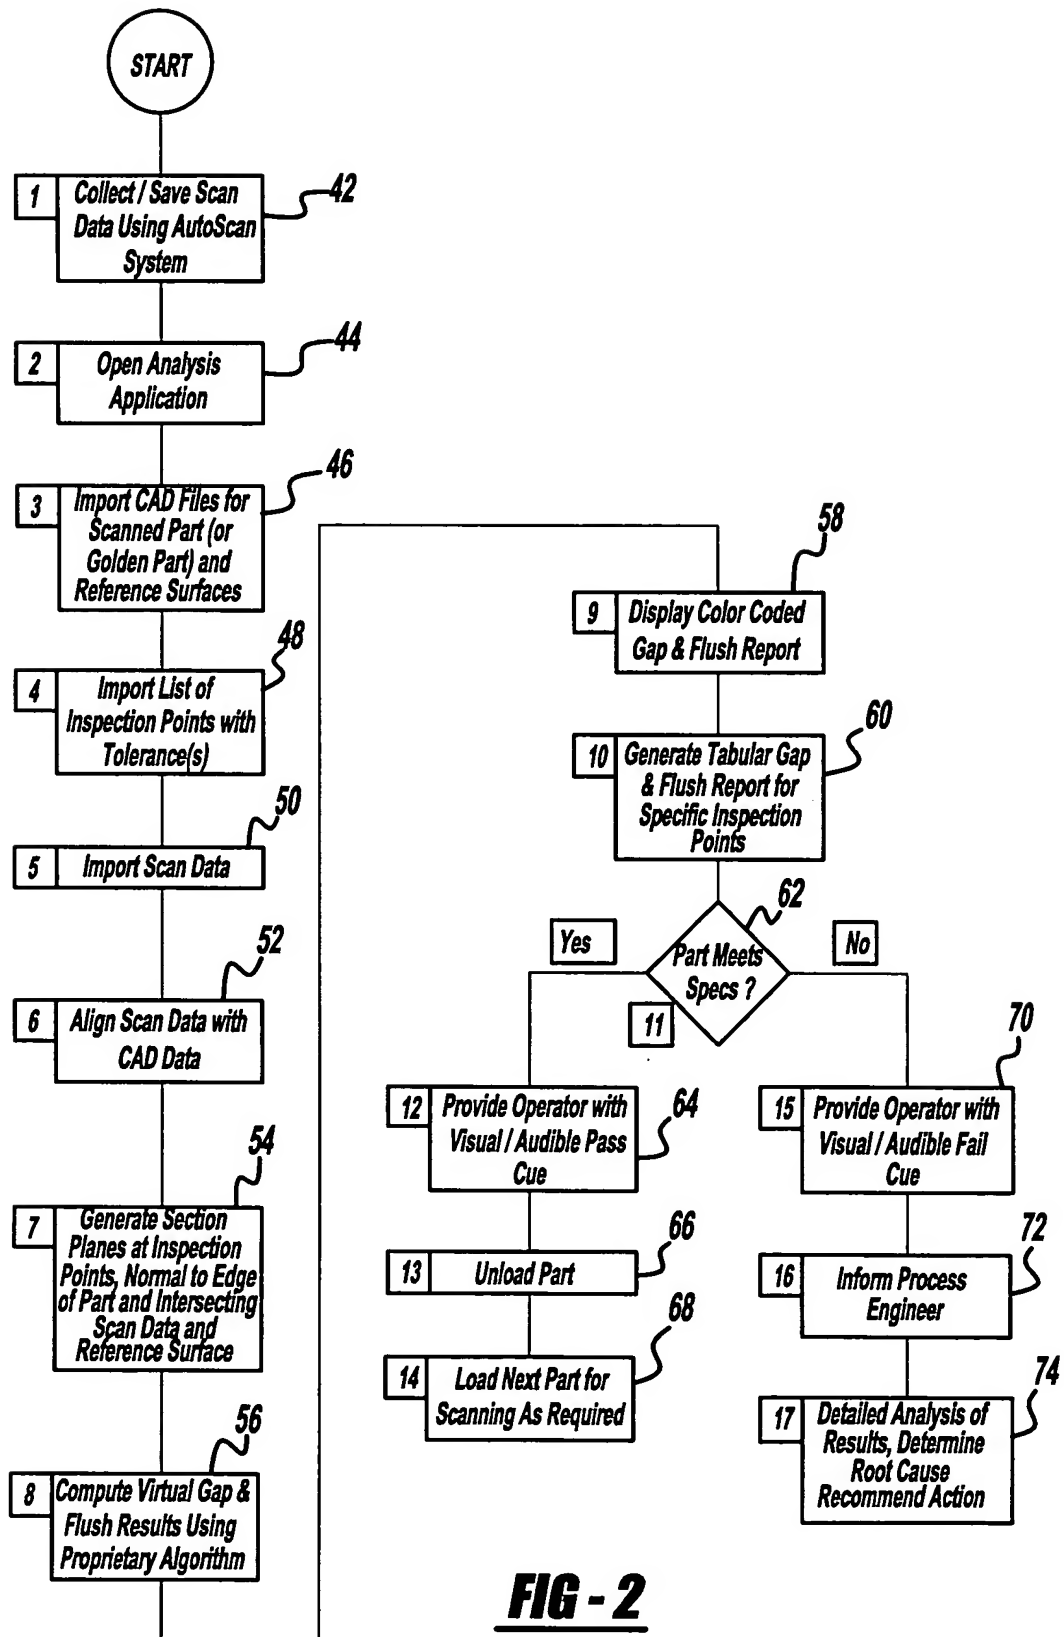 START
1
Collect / Save Scan
Data Using AutoScan
System
42
2
Open Analysis
Application
44
3
Import CAD Files for
Scanned Part (or
Golden Part) and
Reference Surfaces
46
4
Import List of
Inspection Points with
Tolerance(s)
48
5
Import Scan Data
50
6
Align Scan Data with
CAD Data
52
7
Generate Section
Planes at Inspection
Points, Normal to Edge
of Part and Intersecting
Scan Data and
Reference Surface
54
8
Compute Virtual Gap &
Flush Results Using
Proprietary Algorithm
56
9
Display Color Coded
Gap & Flush Report
58
10
Generate Tabular Gap
& Flush Report for
Specific Inspection
Points
60
Part Meets
Specs ?
62
11
Yes
No
12
Provide Operator with
Visual / Audible Pass
Cue
64
13
Unload Part
66
14
Load Next Part for
Scanning As Required
68
15
Provide Operator with
Visual / Audible Fail
Cue
70
16
Inform Process
Engineer
72
17
Detailed Analysis of
Results, Determine
Root Cause
Recommend Action
74
FIG - 2